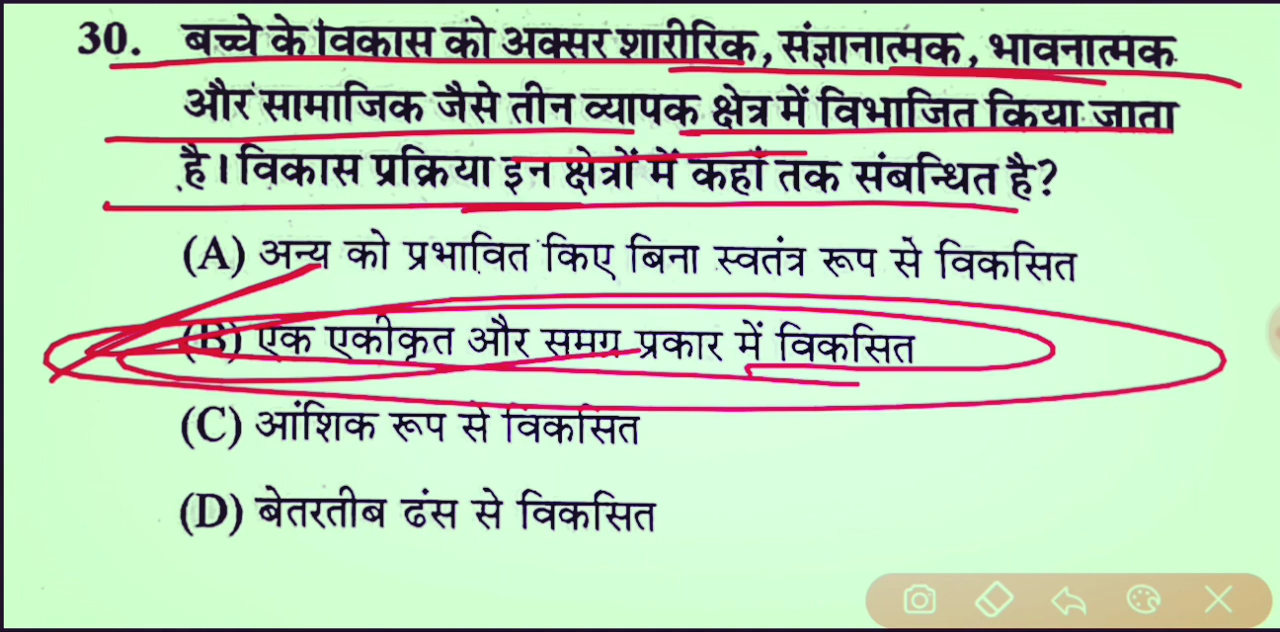 30. बच्चे के विकास को अक्सर शारीरिक, संज्ञानात्मक, भावनात्मक
और सामाजिक जैसे तीन व्यापक क्षेत्र में विभाजित किया जाता
है। विकास प्रक्रिया इन क्षेत्रों में कहां तक संबन्धित है?
(A) अन्य को प्रभावित किए बिना स्वतंत्र रूप से विकसित
(B) एक एकीकृत और समग्र प्रकार में विकसित
(C) आंशिक रूप से विकसित
(D) बेतरतीब ढंस से विकसित